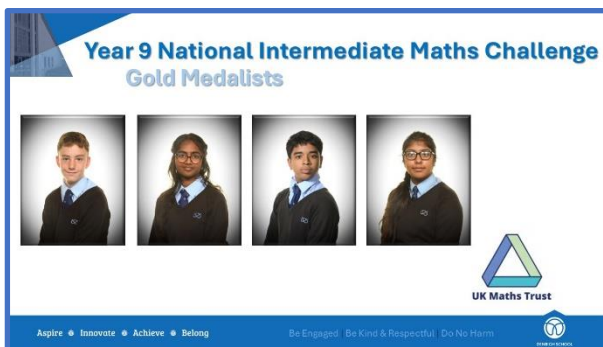 Year 9 National Intermediate Maths Challenge
Gold Medalists
UK Maths Trust
Aspire Innovate Achieve Belong
Be Engaged Be Kind & Respectful Do No Harm